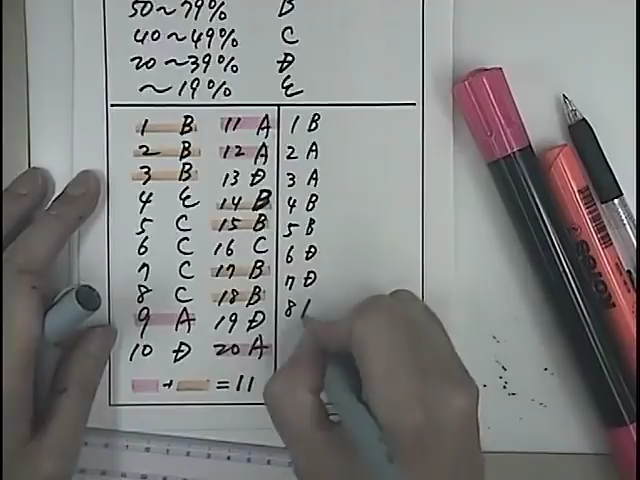 50~79% B
40~49% C
20~39% D
~19% E
1 B 11 A
2 B 12 A
3 B 13 D
4 E 14 B
5 C 15 B
6 C 16 C
7 C 17 B
8 C 18 B
9 A 19 D
10 D 20 A
+ = 11
1 B
2 A
3 A
4 B
5 B
6 D
7 D
8